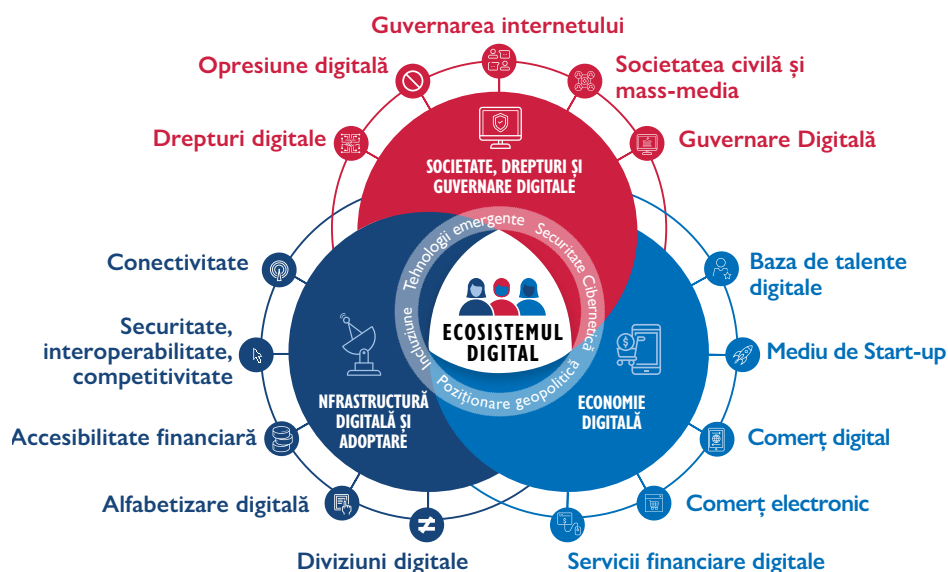 Guvernarea internetului
Opresiune digitală
Societatea civilă și
mass-media
Drepturi digitale
Guvernare Digitală
SOCIETATE, DREPTURI ȘI
GUVERNARE DIGITALE
Tehnologii emergente
Securitate Cibernetică
Incluziune
Poziționare geopolitică
ECOSISTEMUL
DIGITAL
Conectivitate
Securitate,
interoperabilitate,
competitivitate
Accesibilitate financiară
Alfabetizare digitală
Diviziuni digitale
NFRASTRUCTURĂ
DIGITALĂ ȘI
ADOPTARE
ECONOMIE
DIGITALĂ
Baza de talente
digitale
Mediu de Start-up
Comerț digital
Comerț electronic
Servicii financiare digitale